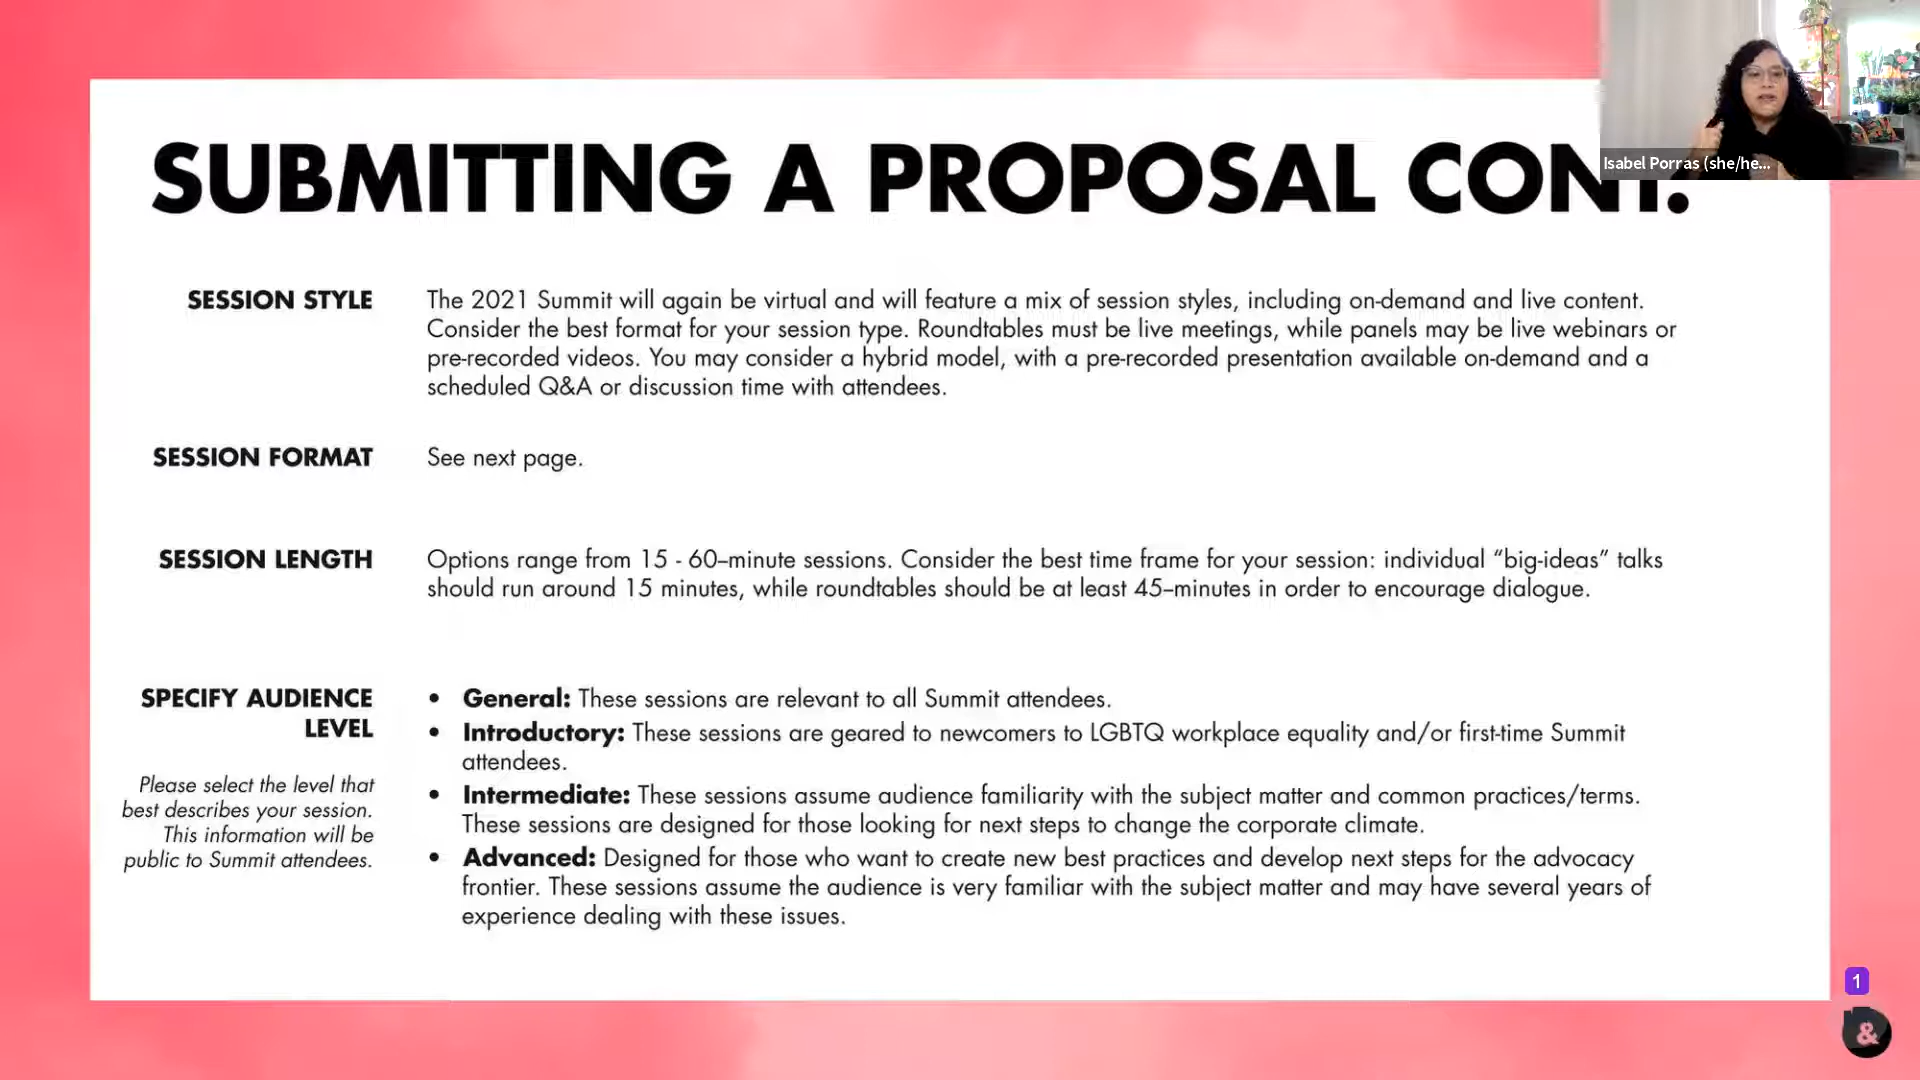 SUBMITTING A PROPOSAL CONT.
Isabel Porras (she/he...
SESSION STYLE
The 2021 Summit will again be virtual and will feature a mix of session styles, including on-demand and live content.
Consider the best format for your session type. Roundtables must be live meetings, while panels may be live webinars or
pre-recorded videos. You may consider a hybrid model, with a pre-recorded presentation available on-demand and a
scheduled Q&A or discussion time with attendees.
SESSION FORMAT
See next page.
SESSION LENGTH
Options range from 15 - 60–minute sessions. Consider the best time frame for your session: individual “big-ideas” talks
should run around 15 minutes, while roundtables should be at least 45–minutes in order to encourage dialogue.
SPECIFY AUDIENCE
LEVEL
Please select the level that
best describes your session.
This information will be
public to Summit attendees.
• General: These sessions are relevant to all Summit attendees.
• Introductory: These sessions are geared to newcomers to LGBTQ workplace equality and/or first-time Summit
attendees.
• Intermediate: These sessions assume audience familiarity with the subject matter and common practices/terms.
These sessions are designed for those looking for next steps to change the corporate climate.
• Advanced: Designed for those who want to create new best practices and develop next steps for the advocacy
frontier. These sessions assume the audience is very familiar with the subject matter and may have several years of
experience dealing with these issues.
1
&